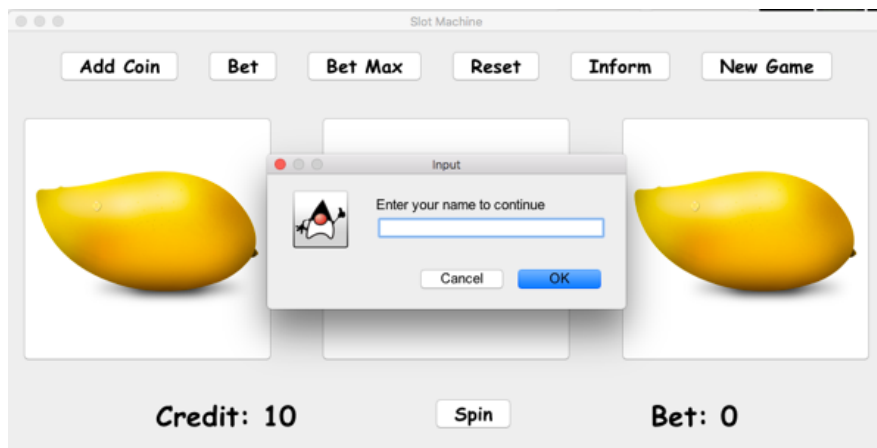 Slot Machine
Add Coin Bet Bet Max Reset Inform New Game
Input
Enter your name to continue
Cancel OK
Credit: 10 Spin Bet: 0